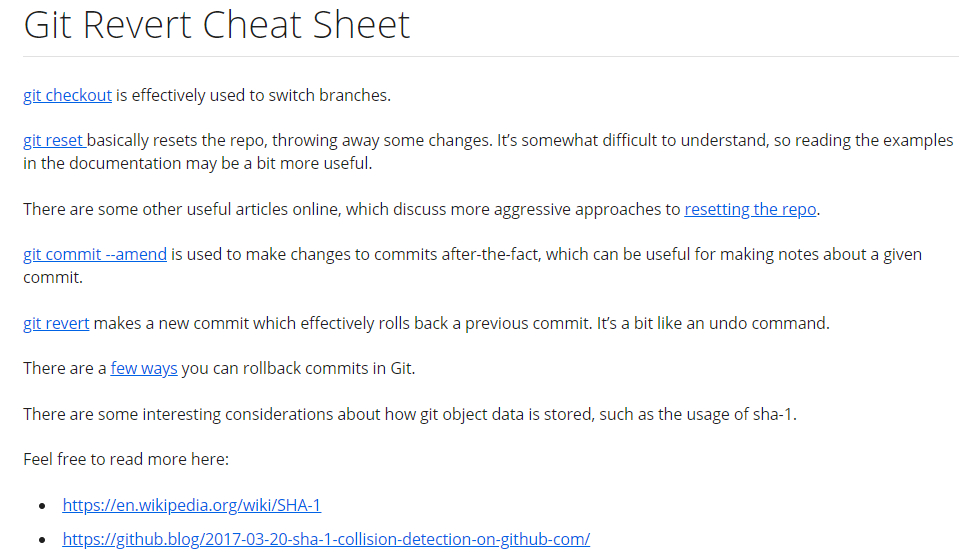 Git Revert Cheat Sheet
git checkout is effectively used to switch branches.
git reset basically resets the repo, throwing away some changes. It’s somewhat difficult to understand, so reading the examples
in the documentation may be a bit more useful.
There are some other useful articles online, which discuss more aggressive approaches to resetting the repo.
git commit --amend is used to make changes to commits after-the-fact, which can be useful for making notes about a given
commit.
git revert makes a new commit which effectively rolls back a previous commit. It’s a bit like an undo command.
There are a few ways you can rollback commits in Git.
There are some interesting considerations about how git object data is stored, such as the usage of sha-1.
Feel free to read more here:
• https://en.wikipedia.org/wiki/SHA-1
• https://github.blog/2017-03-20-sha-1-collision-detection-on-github-com/